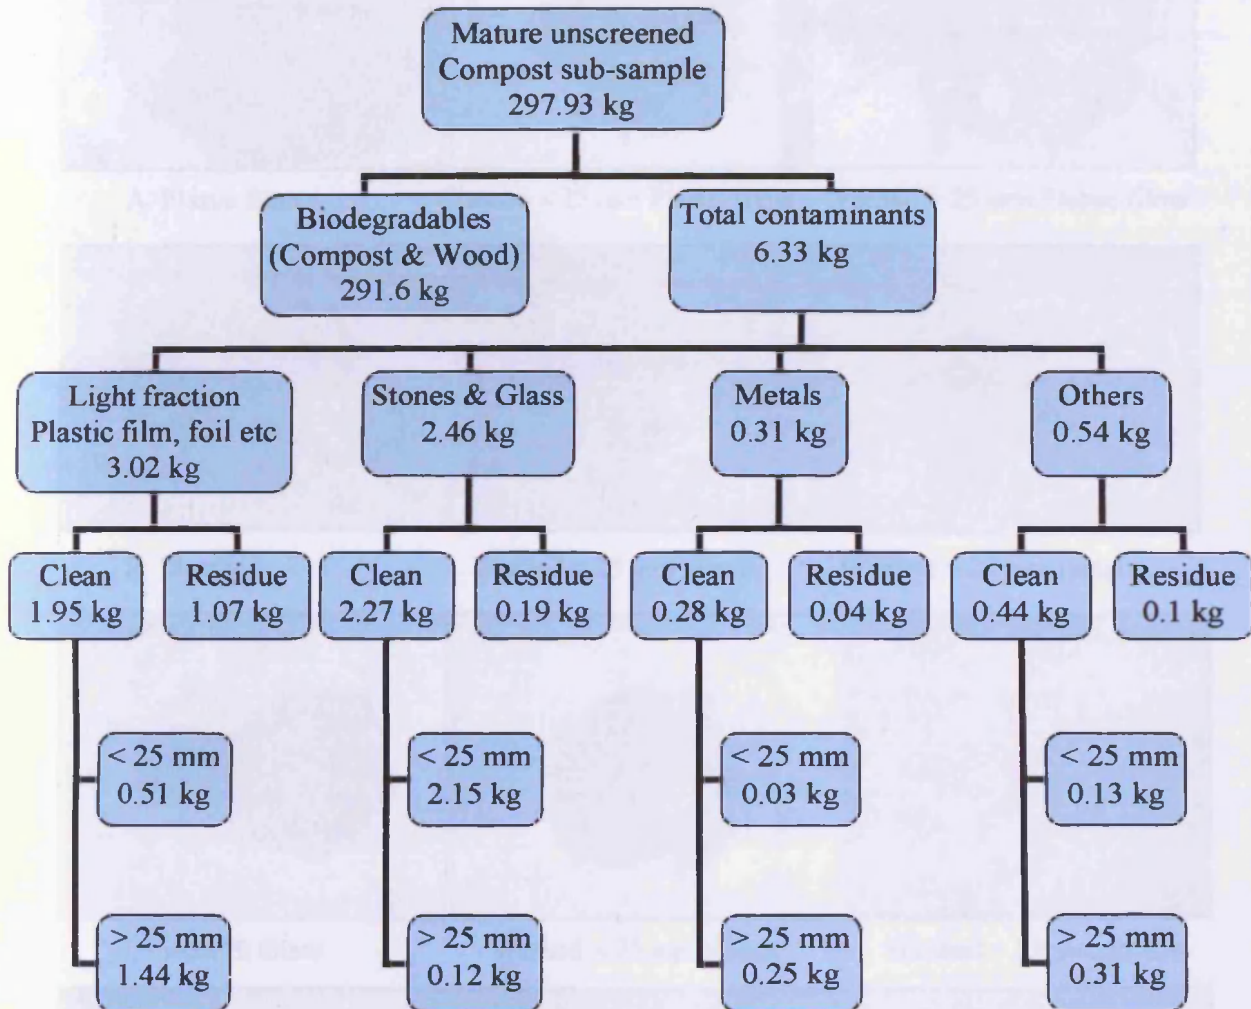 Mature unscreened
Compost sub-sample
297.93 kg
Biodegradables
(Compost & Wood)
291.6 kg
Total contaminants
6.33 kg
Light fraction
Plastic film, foil etc
3.02 kg
Stones & Glass
2.46 kg
Metals
0.31 kg
Others
0.54 kg
Clean
1.95 kg
Residue
1.07 kg
Clean
2.27 kg
Residue
0.19 kg
Clean
0.28 kg
Residue
0.04 kg
Clean
0.44 kg
Residue
0.1 kg
< 25 mm
0.51 kg
< 25 mm
2.15 kg
< 25 mm
0.03 kg
< 25 mm
0.13 kg
> 25 mm
1.44 kg
> 25 mm
0.12 kg
> 25 mm
0.25 kg
> 25 mm
0.31 kg